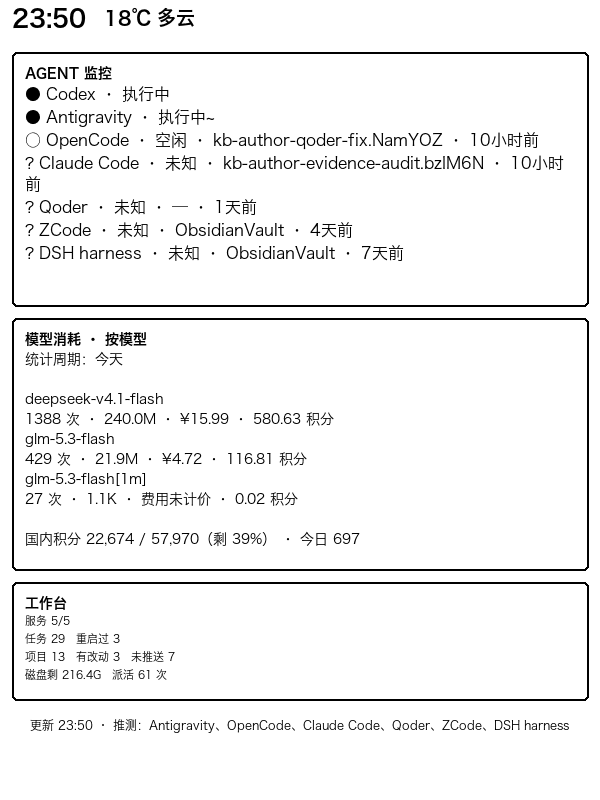 23:50 18℃ 多云
AGENT 监控
● Codex · 执行中
● Antigravity · 执行中~
○ OpenCode · 空闲 · kb-author-qoder-fix.NamYOZ · 10小时前
? Claude Code · 未知 · kb-author-evidence-audit.bzlM6N · 10小时
前
? Qoder · 未知 · — · 1天前
? ZCode · 未知 · ObsidianVault · 4天前
? DSH harness · 未知 · ObsidianVault · 7天前
模型消耗 · 按模型
统计周期：今天
deepseek-v4.1-flash
1388 次 · 240.0M · ¥15.99 · 580.63 积分
glm-5.3-flash
429 次 · 21.9M · ¥4.72 · 116.81 积分
glm-5.3-flash[1m]
27 次 · 1.1K · 费用未计价 · 0.02 积分
国内积分 22,674 / 57,970（剩 39%） · 今日 697
工作台
服务 5/5
任务 29 重启过 3
项目 13 有改动 3 未推送 7
磁盘剩 216.4G 派活 61 次
更新 23:50 · 推测：Antigravity、OpenCode、Claude Code、Qoder、ZCode、DSH harness